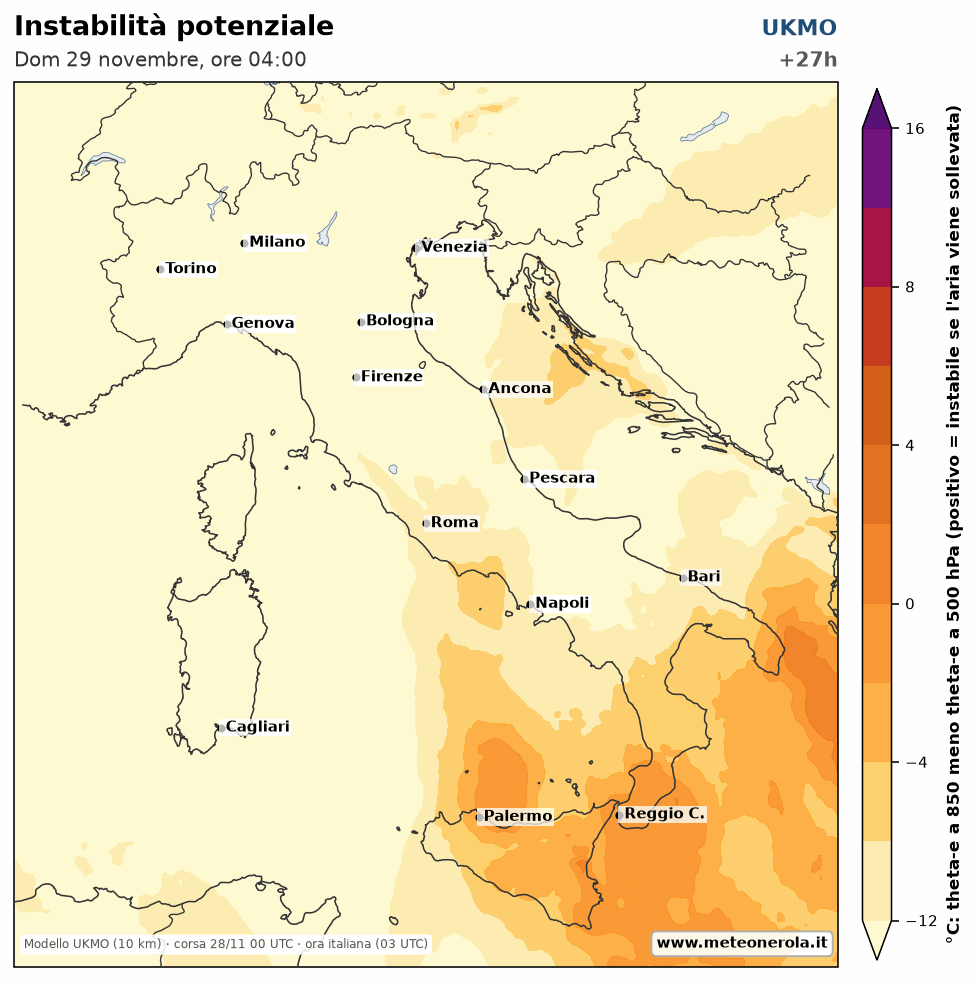 Instabilità potenziale
UKMO
Dom 29 novembre, ore 04:00
+27h
Milano
Venezia
Torino
Genova
Bologna
Firenze
Ancona
Pescara
Roma
Bari
Napoli
Cagliari
Palermo
Reggio C.
16
8
4
0
−4
−12
°C: theta-e a 850 meno theta-e a 500 hPa (positivo = instabile se l'aria viene sollevata)
Modello UKMO (10 km) · corsa 28/11 00 UTC · ora italiana (03 UTC)
www.meteonerola.it